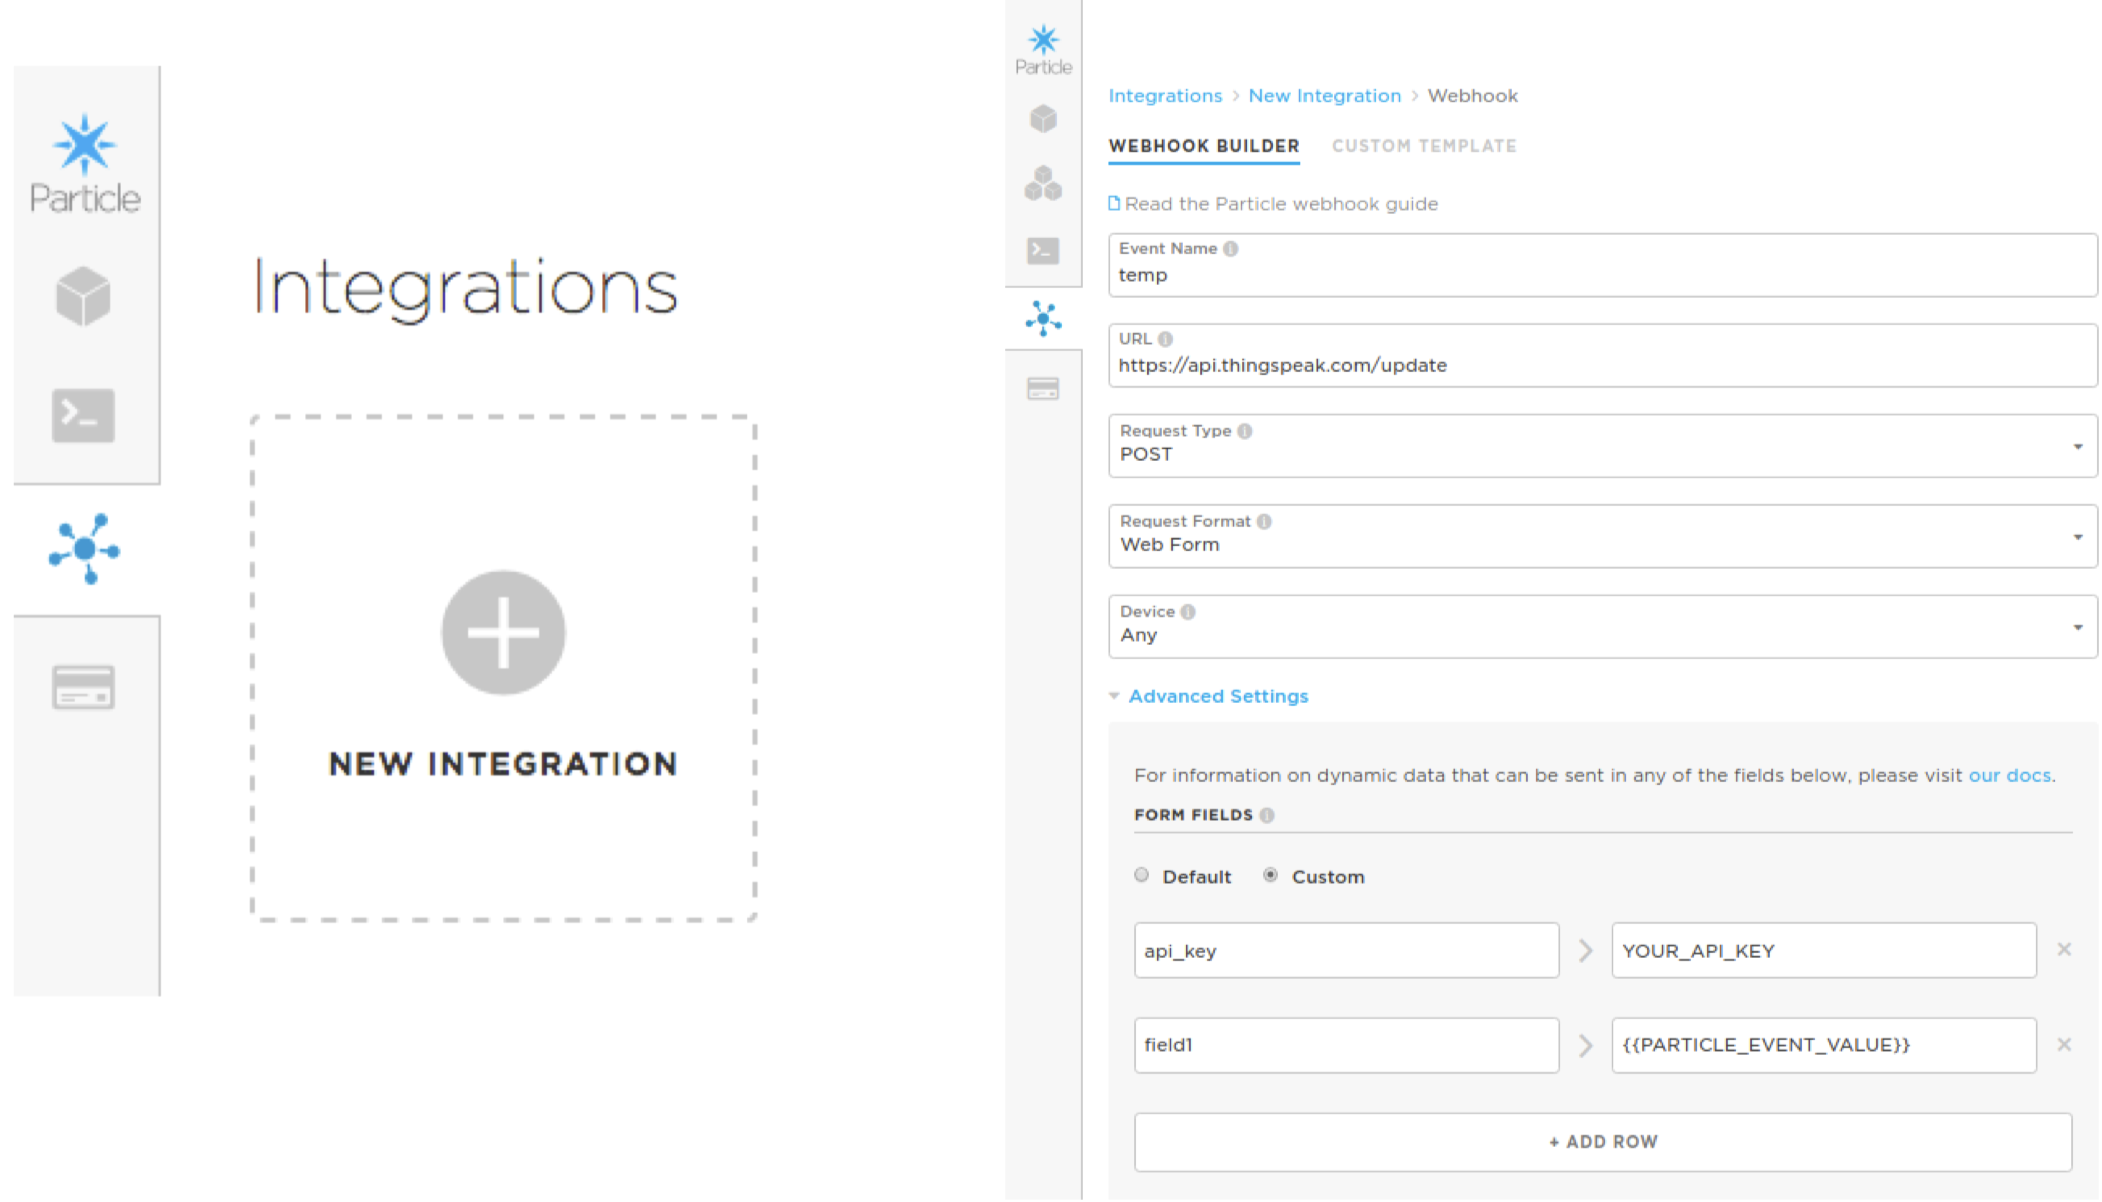 Particle
Integrations
NEW INTEGRATION
Particle
Integrations > New Integration > Webhook
WEBHOOK BUILDER CUSTOM TEMPLATE
Read the Particle webhook guide
Event Name
temp
URL
https://api.thingspeak.com/update
Request Type
POST
Request Format
Web Form
Device
Any
Advanced Settings
For information on dynamic data that can be sent in any of the fields below, please visit our docs.
FORM FIELDS
Default Custom
api_key > YOUR_API_KEY ×
field1 > {{PARTICLE_EVENT_VALUE}} ×
+ ADD ROW